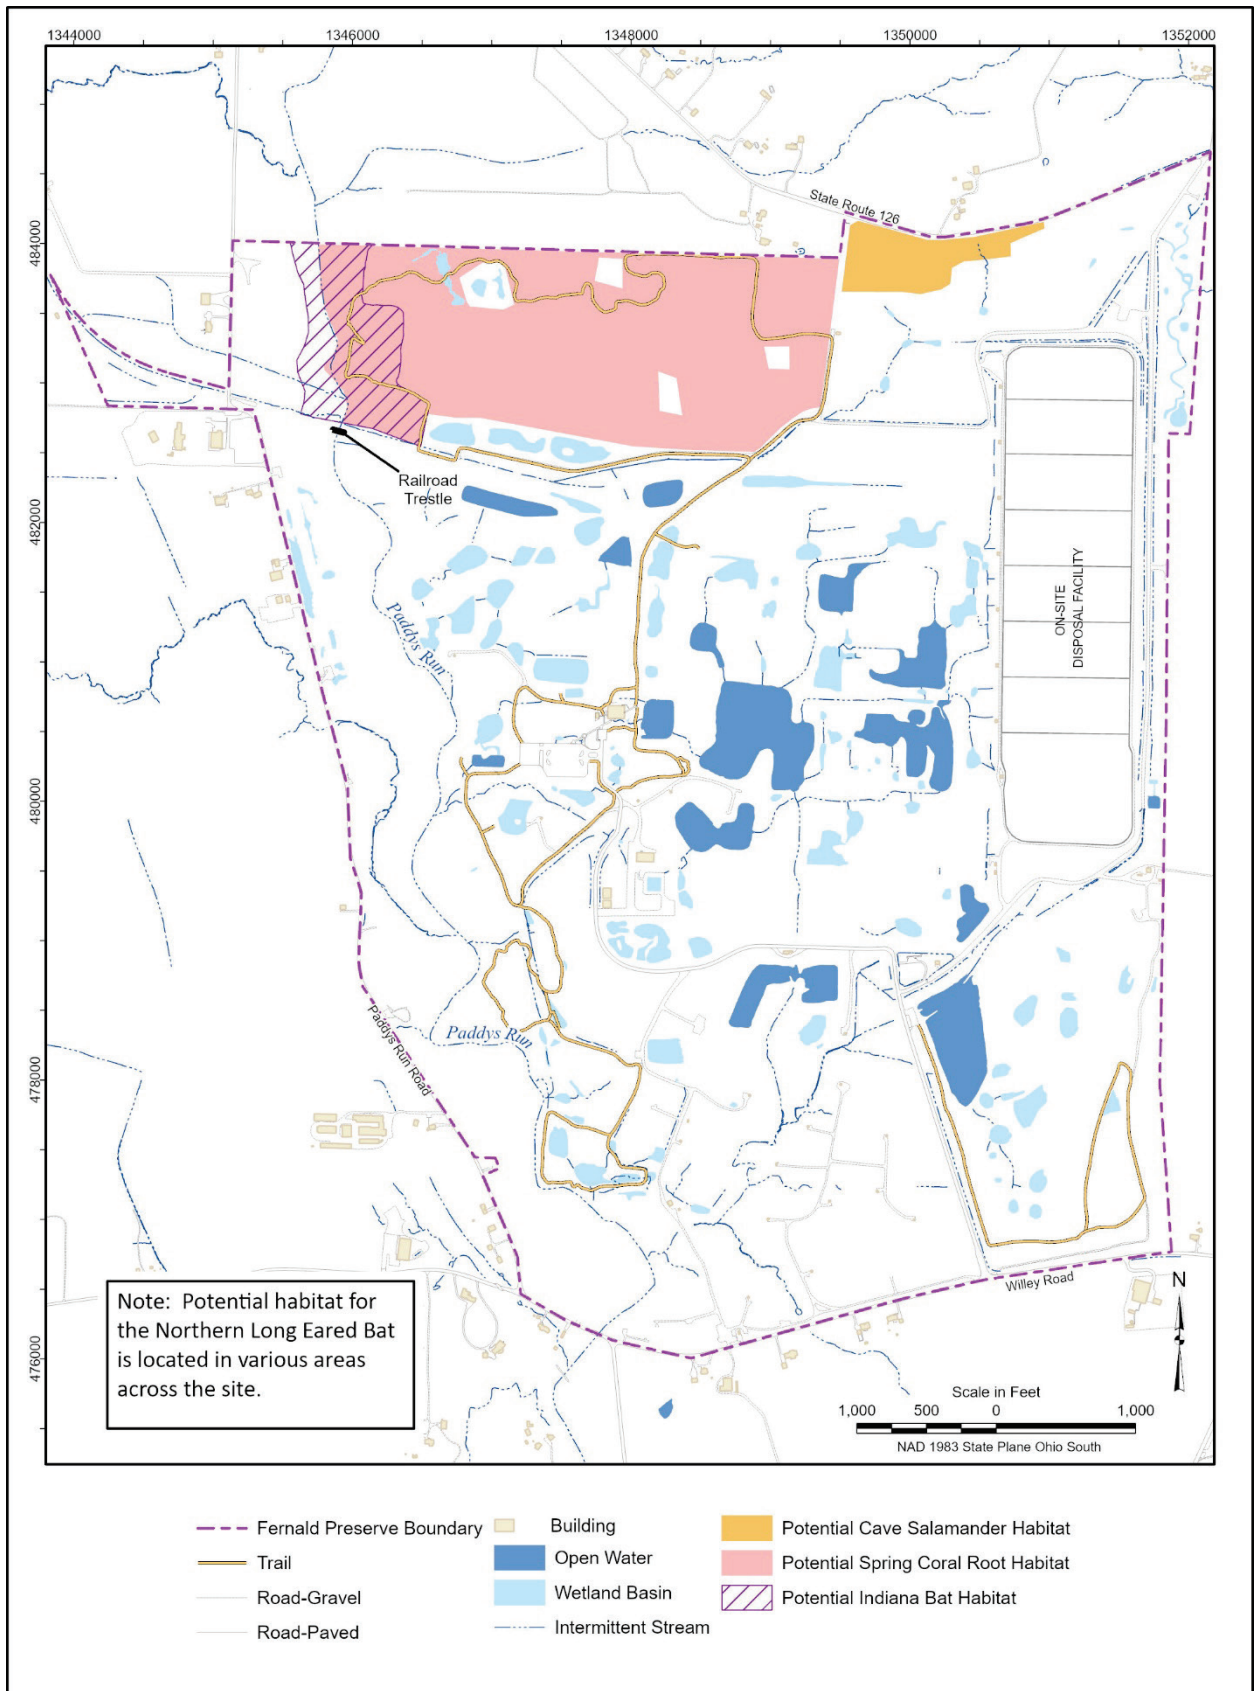 1344000 1346000 1348000 1350000 1352000
484000
482000
480000
478000
476000
State Route 126
Railroad
Trestle
Paddys Run
ON-SITE
DISPOSAL FACILITY
Paddys Run
Paddys Run Road
Willey Road
Note: Potential habitat for
the Northern Long Eared Bat
is located in various areas
across the site.
N
Scale in Feet
1,000 500 0 1,000
NAD 1983 State Plane Ohio South
Fernald Preserve Boundary
Trail
Road-Gravel
Road-Paved
Building
Open Water
Wetland Basin
Intermittent Stream
Potential Cave Salamander Habitat
Potential Spring Coral Root Habitat
Potential Indiana Bat Habitat